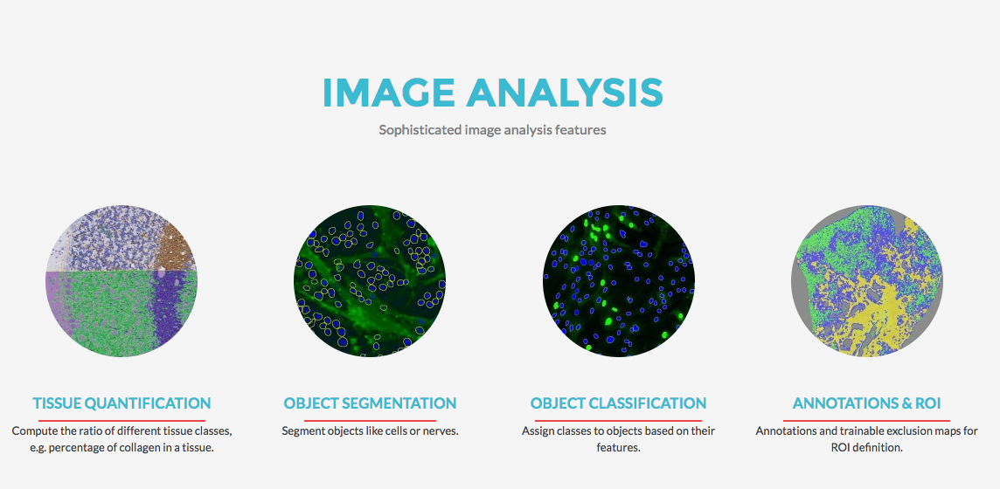 IMAGE ANALYSIS
Sophisticated image analysis features
TISSUE QUANTIFICATION
Compute the ratio of different tissue classes,
e.g. percentage of collagen in a tissue.
OBJECT SEGMENTATION
Segment objects like cells or nerves.
OBJECT CLASSIFICATION
Assign classes to objects based on their
features.
ANNOTATIONS & ROI
Annotations and trainable exclusion maps for
ROI definition.